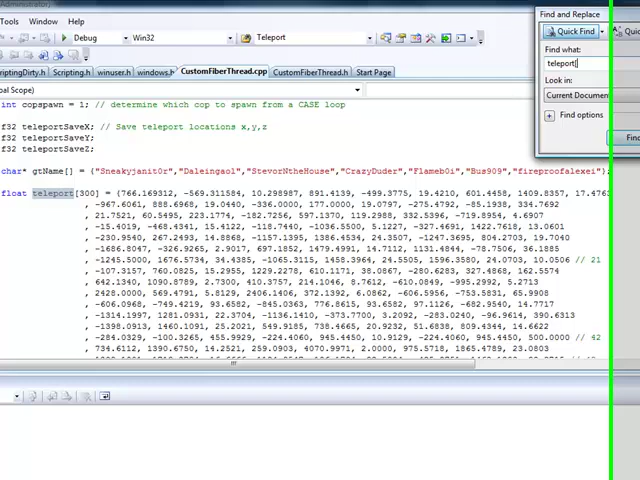 Administrator]
Tools Window Help
Debug Win32 Teleport
riptingDirty.h Scripting.h winuser.h windows.h CustomFiberThread.cpp CustomFiberThread.h Start Page
bal Scope)
int copspawn = 1; // determine which cop to spawn from a CASE loop
f32 teleportSaveX; // Save teleport locations x,y,z
f32 teleportSaveY;
f32 teleportSaveZ;
char* gtName[] = {"Sneakyjanit0r","Daleingaol","StevorNtheHouse","CrazyDuder","Flameb0i","Bus909","fireproofalexei"};
float teleport[300] = {766.169312, -569.311584, 10.298987, 891.4139, -499.3775, 19.4210, 601.4458, 1409.8357, 17.4763
, -967.6061, 888.6968, 19.0440, -336.0000, 177.0000, 19.0797, -275.4792, -85.1938, 334.7692
, 21.7521, 60.5495, 223.1774, -182.7256, 597.1370, 119.2988, 332.5396, -719.8954, 4.6907
, -15.4019, -468.4341, 15.4122, -118.7440, -1036.5500, 5.1227, -334.4691, 1422.7618, 13.0601
, -230.9540, 267.2493, 14.8868, -1157.1395, 1386.4534, 24.3507, -1247.3695, 804.2703, 19.7040
, -1686.8047, -326.9265, 2.9017, 697.1852, 1479.4991, 14.7112, 1131.4844, -78.7506, 36.1885
, -1245.5000, 1676.5734, 34.4385, -1065.3115, 1458.3964, 24.5505, 1596.3580, 24.0703, 10.0506 // 21
, -107.3157, 760.0825, 15.2955, 1229.2278, 610.1171, 38.0867, -280.6283, 327.4868, 162.5574
, 642.1340, 1090.8789, 2.7300, 410.3757, 214.1046, 8.7612, -610.0849, -995.2992, 5.2713
, 2428.0000, 569.4791, 5.8129, 2406.1406, 372.1392, 6.0862, -606.5956, -753.5831, 65.9908
, -606.0968, -749.4219, 93.6582, -845.0363, 776.8615, 93.6582, 97.1126, -682.9540, 14.7717
, -1314.1997, 1281.0931, 22.3704, -1136.1410, -373.7700, 3.2092, -283.0240, -96.9614, 390.6313
, -1398.0913, 1460.1091, 25.2021, 549.9185, 738.4665, 20.9232, 51.6838, 809.4344, 14.6622
, -284.0329, -100.3265, 455.9929, -224.4060, 945.4450, 10.9129, -224.4060, 945.4450, 500.0000 // 42
, 734.6112, 1390.6750, 14.2521, 259.0903, 4070.9971, 2.0000, 975.5718, 1865.4789, 23.0803
Find and Replace
Quick Find
Find what:
teleport[
Look in:
Current Document
Find options
Find